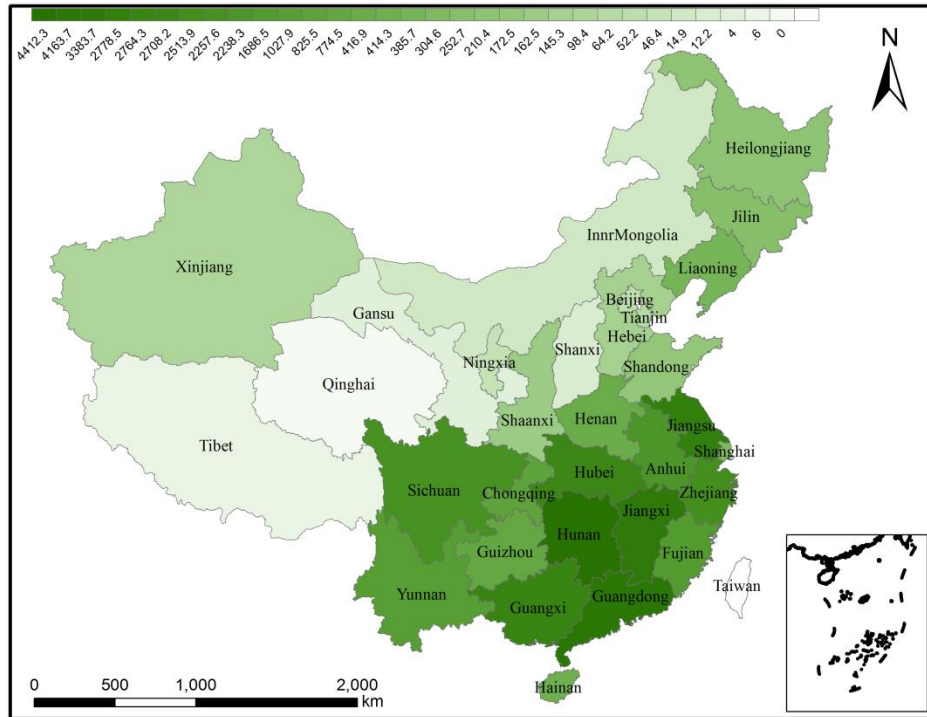 4412.3
4163.7
3383.7
2778.5
2764.3
2708.2
2513.9
2257.6
2238.3
1686.5
1027.9
825.5
774.5
416.9
414.3
385.7
304.6
252.7
210.4
172.5
162.5
145.3
98.4
64.2
52.2
46.4
14.9
12.2
4
.6
0
N
Heilongjiang
Jilin
InnrMongolia
Liaoning
Xinjiang
Beijing
Gansu
Tianjin
Hebei
Shanxi
Ningxia
Shandong
Qinghai
Shaanxi
Henan
Jiangsu
Tibet
Shanghai
Hubei
Anhui
Sichuan
Chongqing
Zhejiang
Jiangxi
Hunan
Guizhou
Fujian
Taiwan
Yunnan
Guangxi
Guangdong
Hainan
0 500 1,000 2,000
km